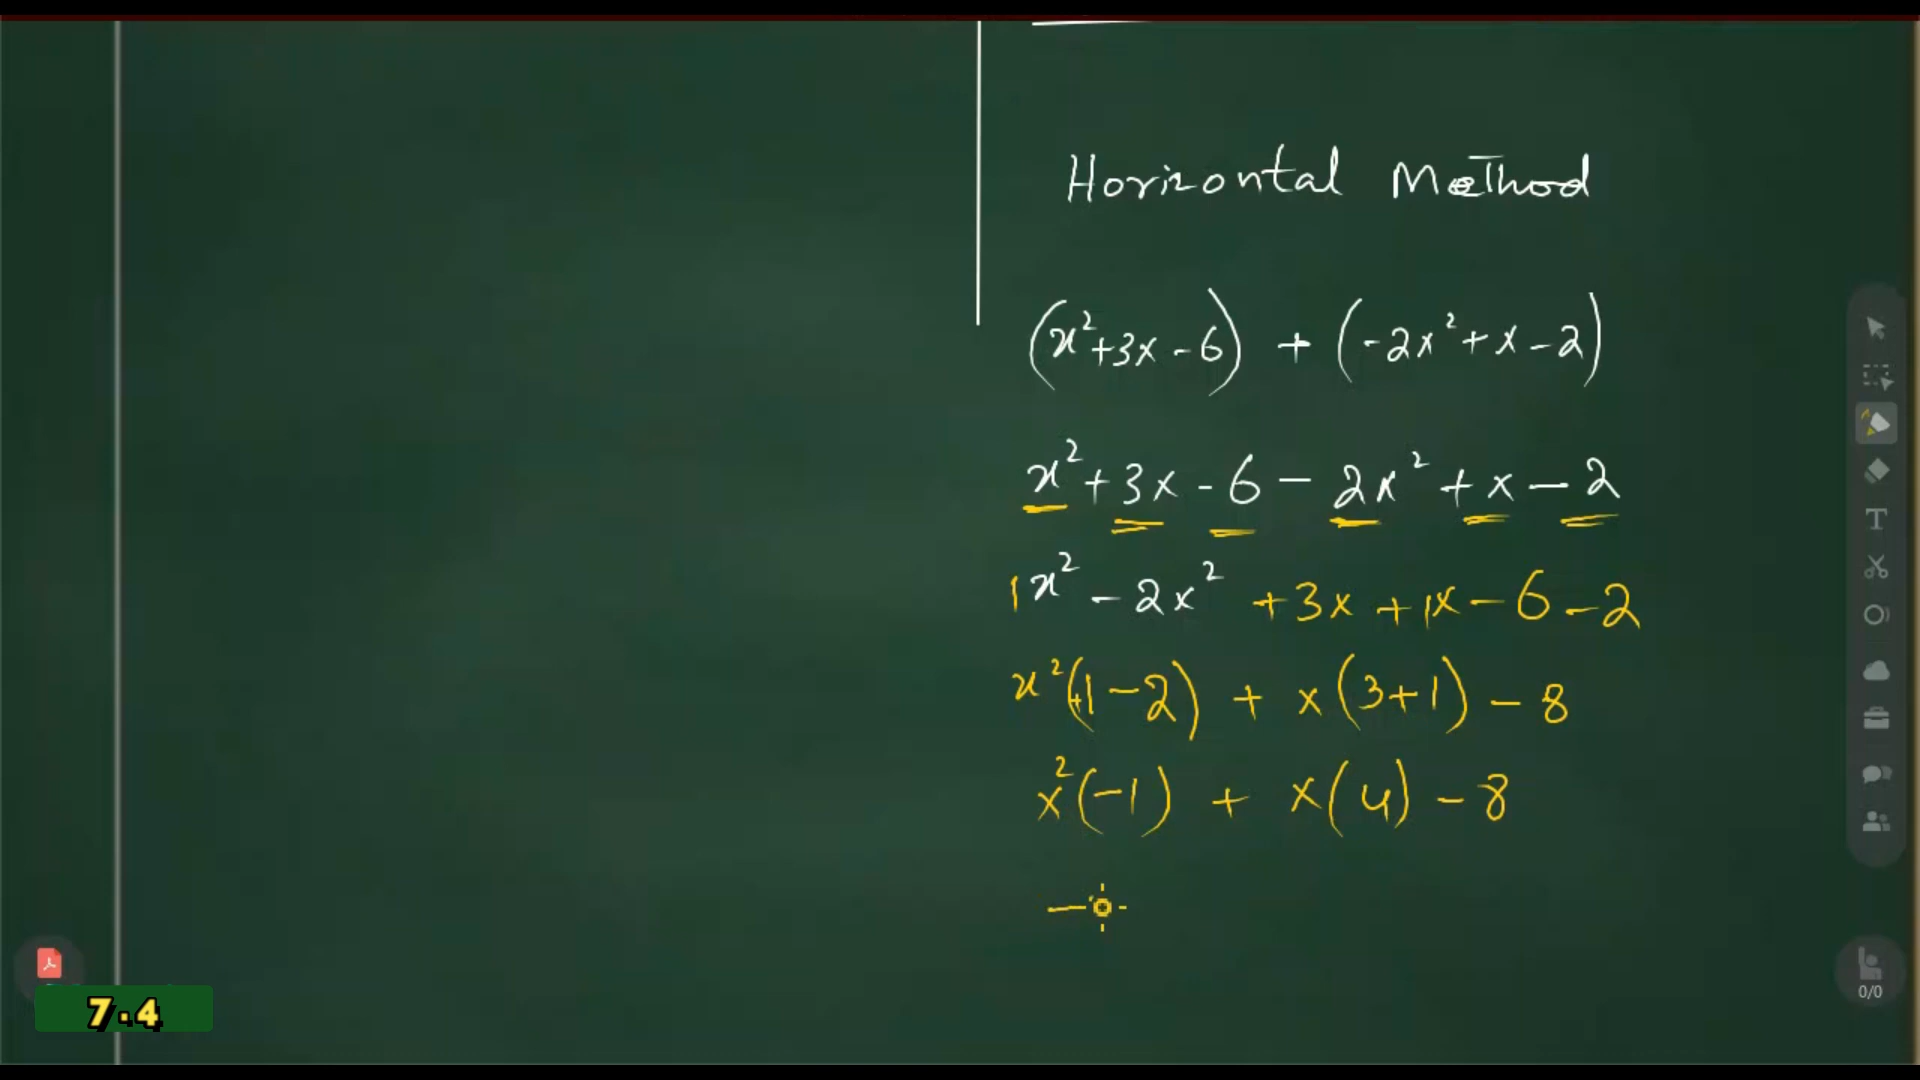 Horizontal Method
(x²+3x-6) + (-2x²+x-2)
x²+3x-6-2x²+x-2
1x²-2x²+3x+1x-6-2
x²(+1-2) + x(3+1)-8
x²(-1) + x(4)-8
-
7.4
0/0